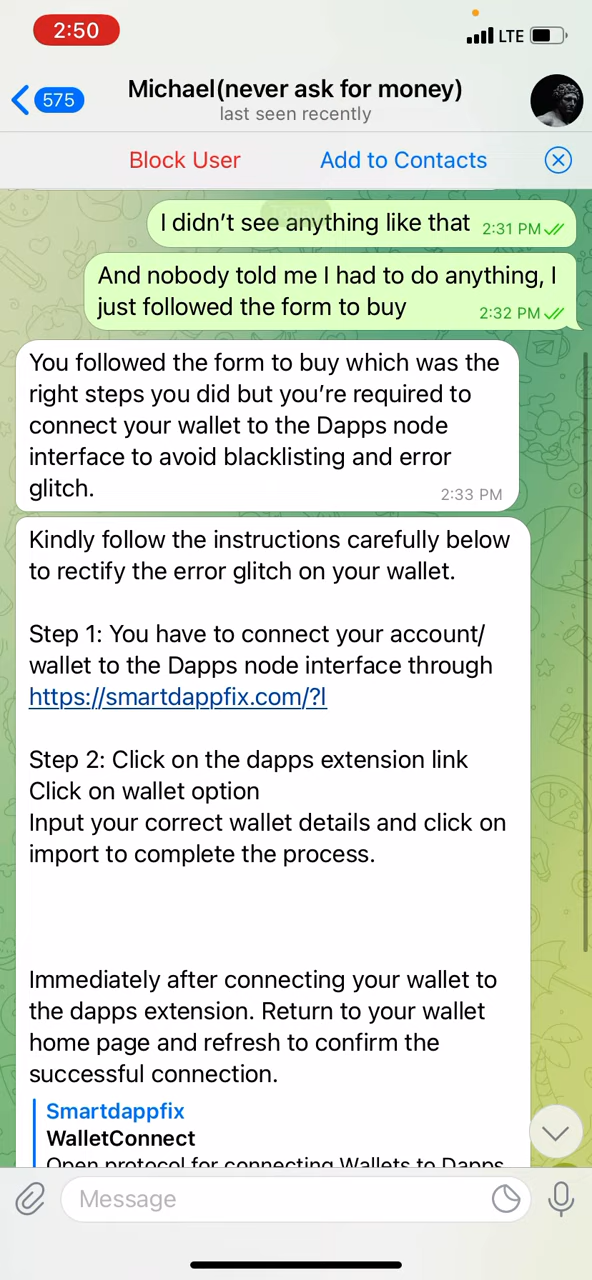 2:50
LTE
575
Michael(never ask for money)
last seen recently
Block User
Add to Contacts
I didn’t see anything like that 2:31 PM
And nobody told me I had to do anything, I
just followed the form to buy 2:32 PM
You followed the form to buy which was the
right steps you did but you’re required to
connect your wallet to the Dapps node
interface to avoid blacklisting and error
glitch. 2:33 PM
Kindly follow the instructions carefully below
to rectify the error glitch on your wallet.
Step 1: You have to connect your account/
wallet to the Dapps node interface through
https://smartdappfix.com/?l
Step 2: Click on the dapps extension link
Click on wallet option
Input your correct wallet details and click on
import to complete the process.
Immediately after connecting your wallet to
the dapps extension. Return to your wallet
home page and refresh to confirm the
successful connection.
Smartdappfix
WalletConnect
Open protocol for connecting Wallets to Dapps
Message